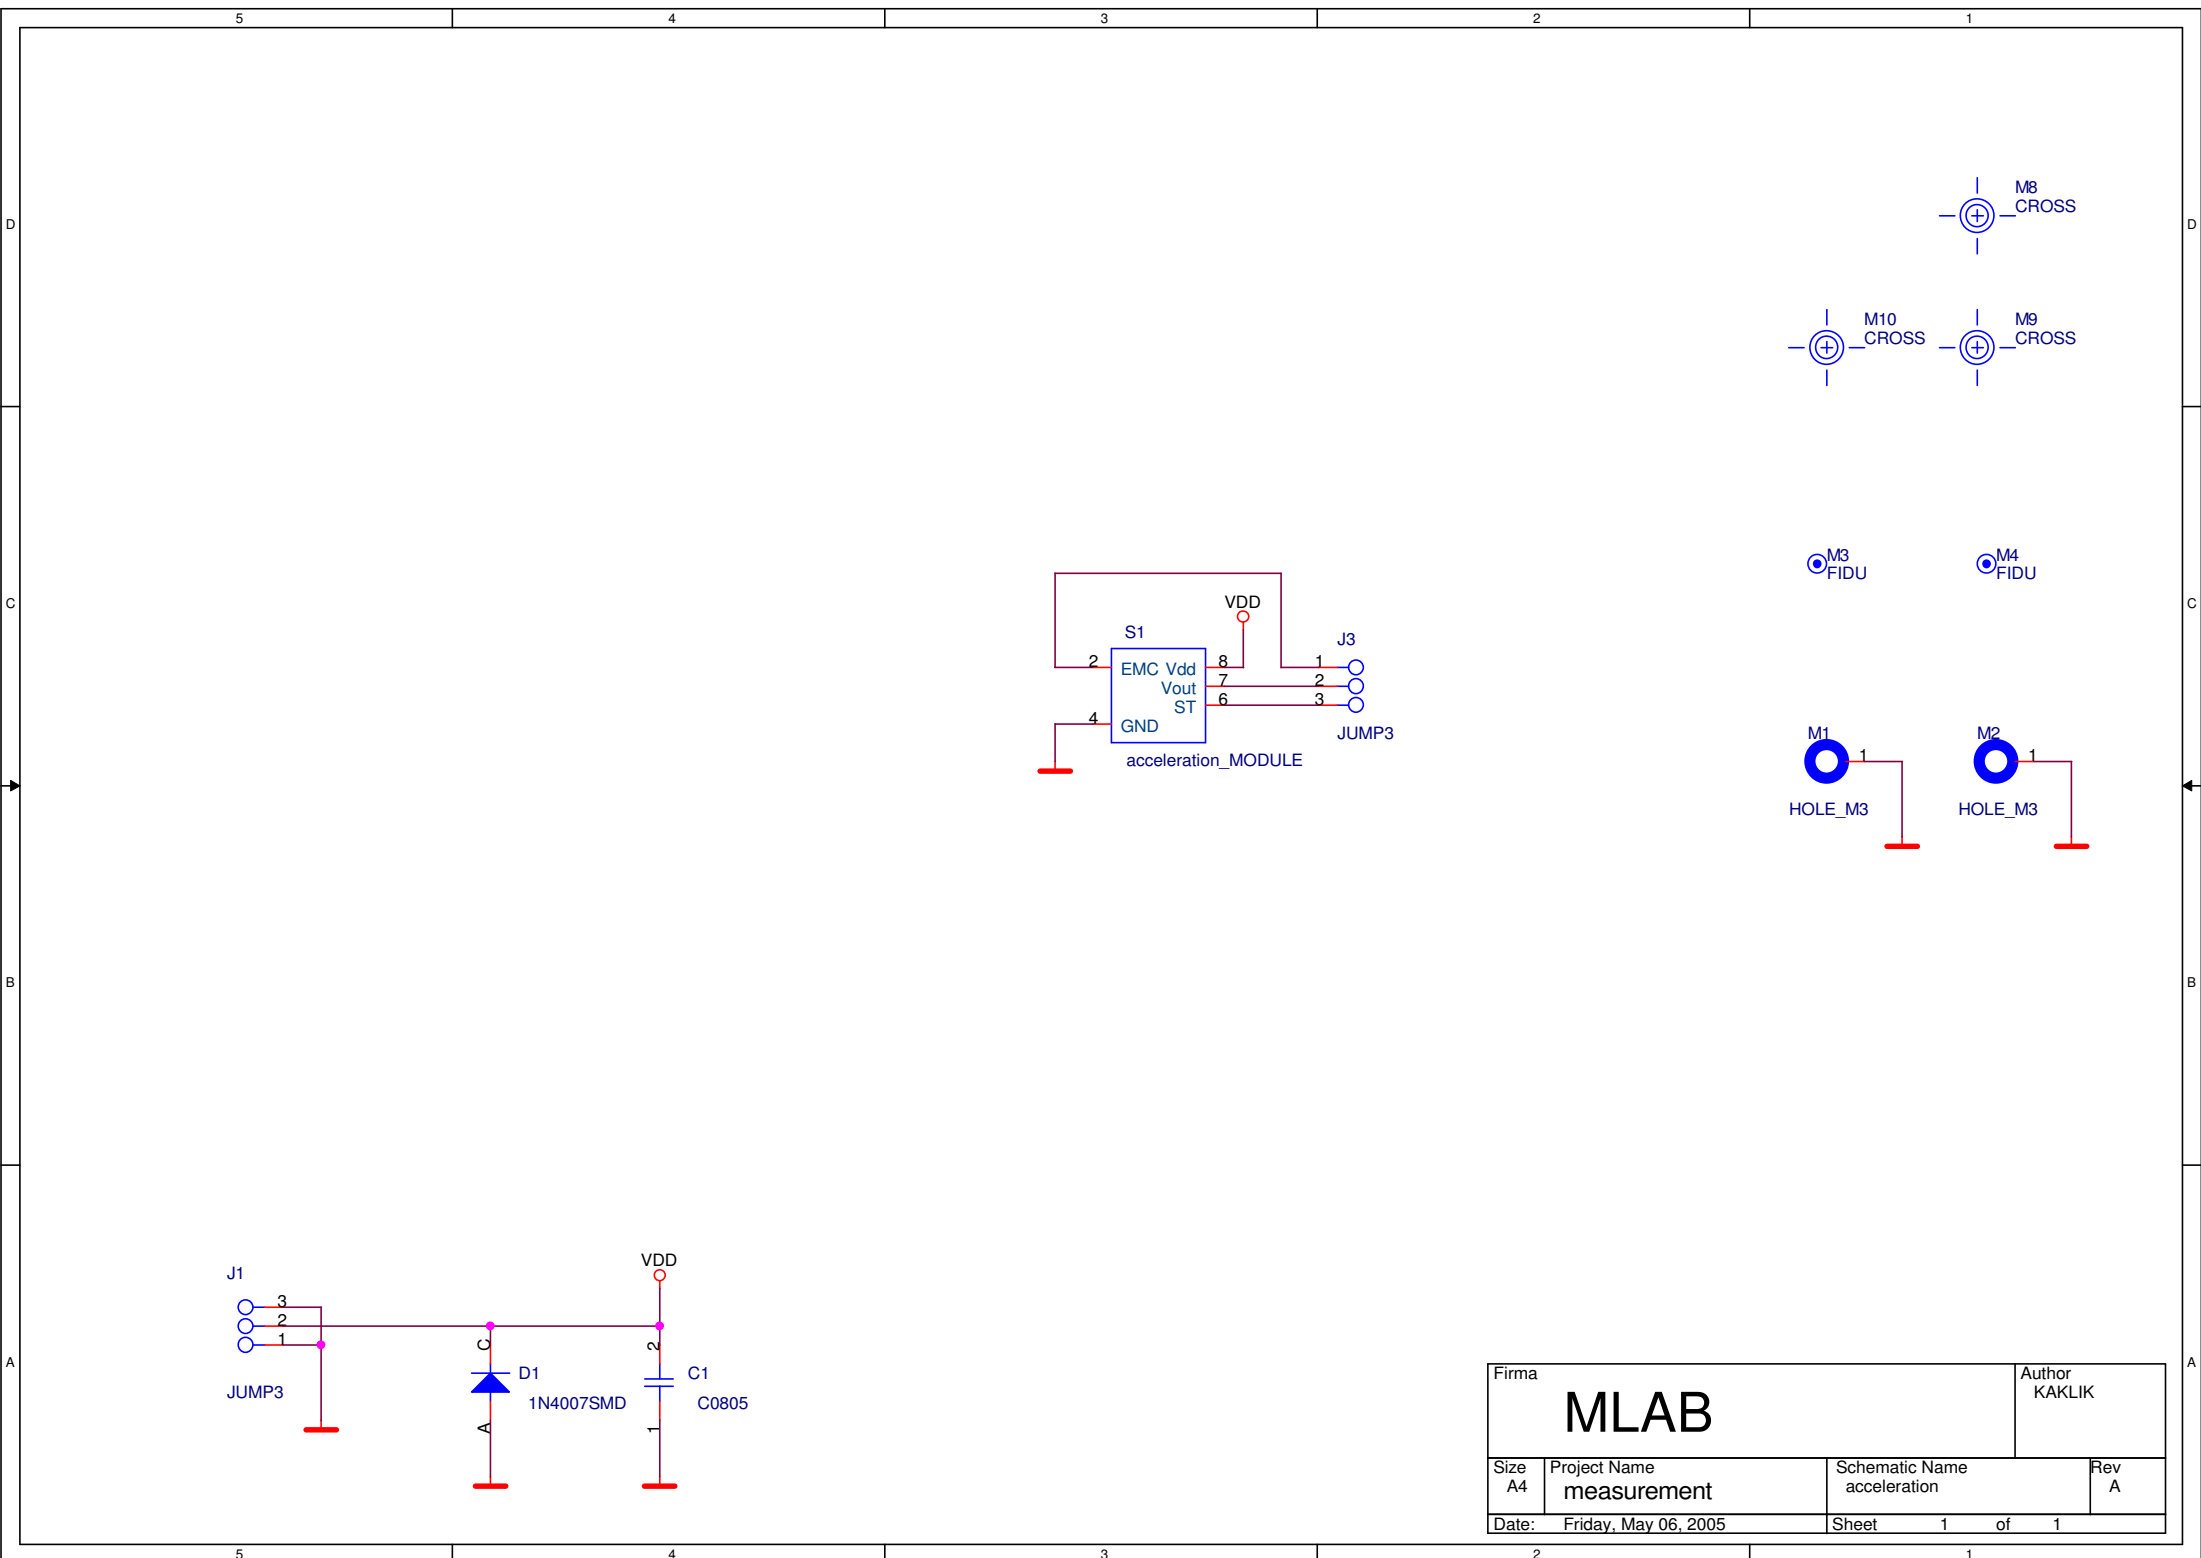 5 4 3 2 1
D D
M8
CROSS
M10
CROSS
M9
CROSS
M3
FIDU
M4
FIDU
C C
VDD
S1
J3
2 EMC Vdd 8 1
Vout 7 2
ST 6 3
4 GND
JUMP3
acceleration_MODULE
M1
1
HOLE_M3
M2
1
HOLE_M3
B B
VDD
J1
3
2
1
JUMP3
C
D1
1N4007SMD
A
2
C1
C0805
1
A A
Firma
MLAB
Author
KAKLIK
Size
A4
Project Name
measurement
Schematic Name
acceleration
Rev
A
Date: Friday, May 06, 2005
Sheet 1 of 1
5 4 3 2 1